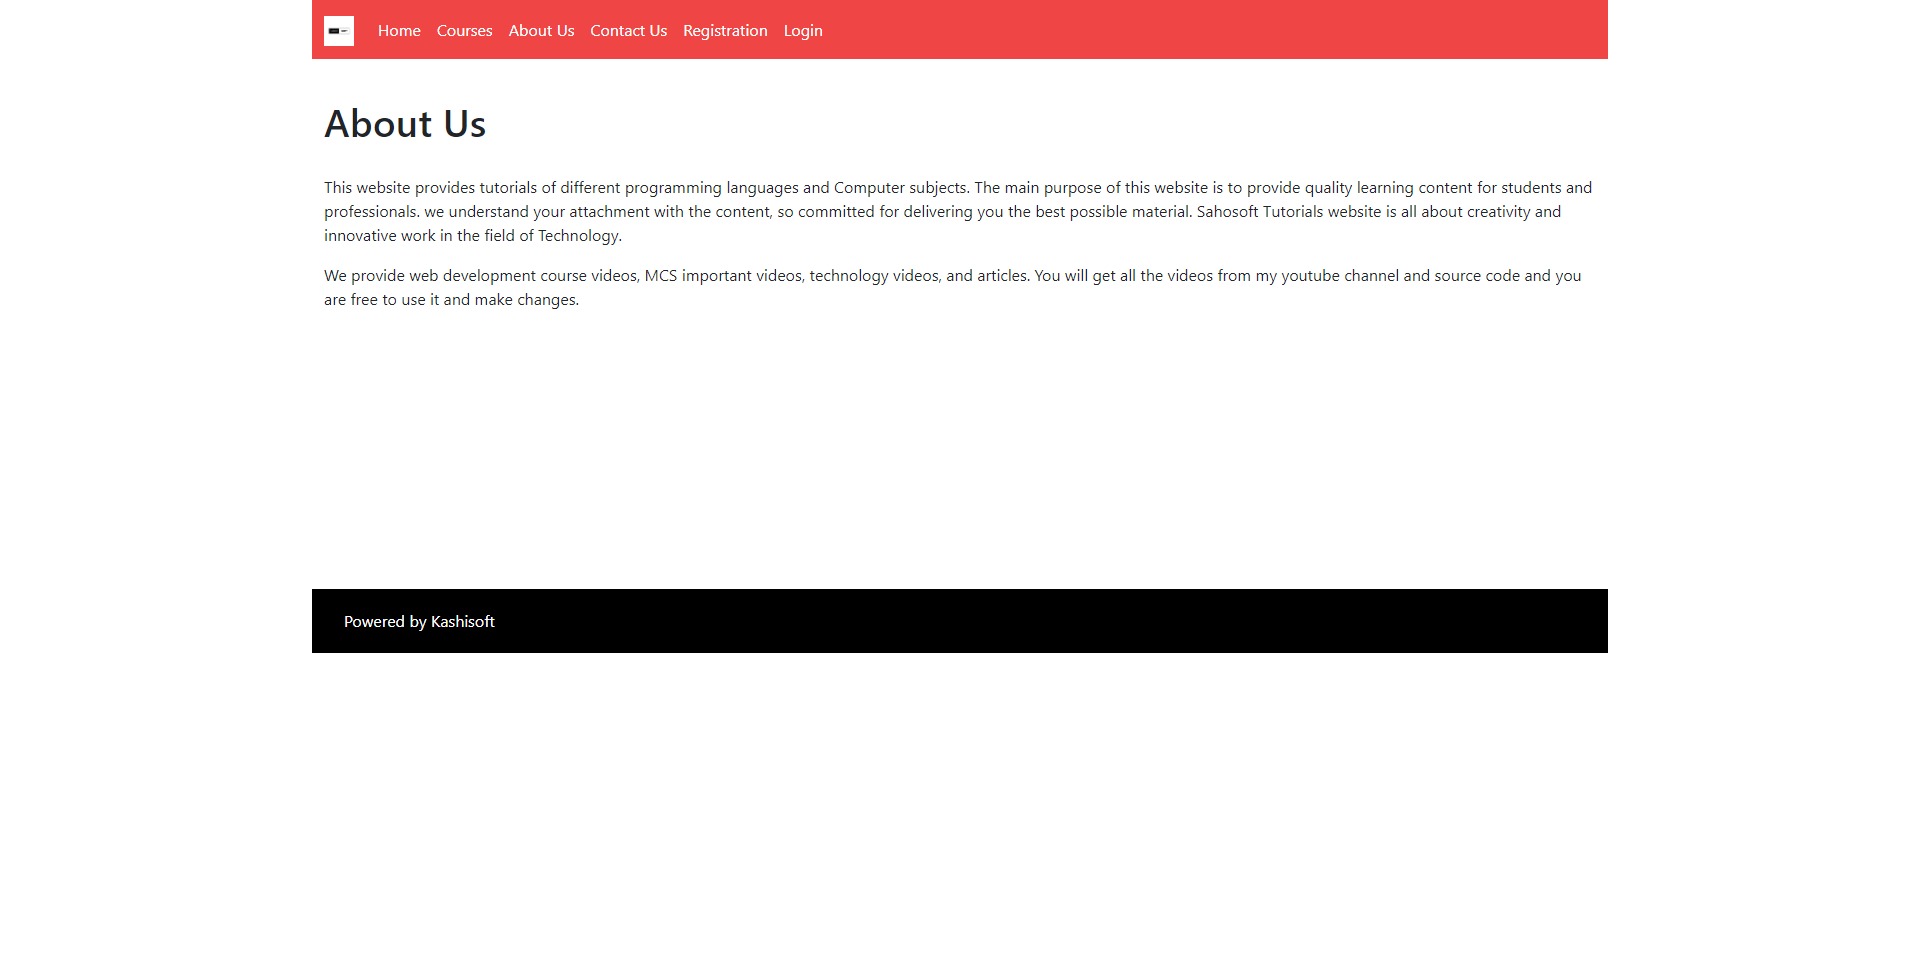 Home Courses About Us Contact Us Registration Login
About Us
This website provides tutorials of different programming languages and Computer subjects. The main purpose of this website is to provide quality learning content for students and
professionals. we understand your attachment with the content, so committed for delivering you the best possible material. Sahosoft Tutorials website is all about creativity and
innovative work in the field of Technology.
We provide web development course videos, MCS important videos, technology videos, and articles. You will get all the videos from my youtube channel and source code and you
are free to use it and make changes.
Powered by Kashisoft